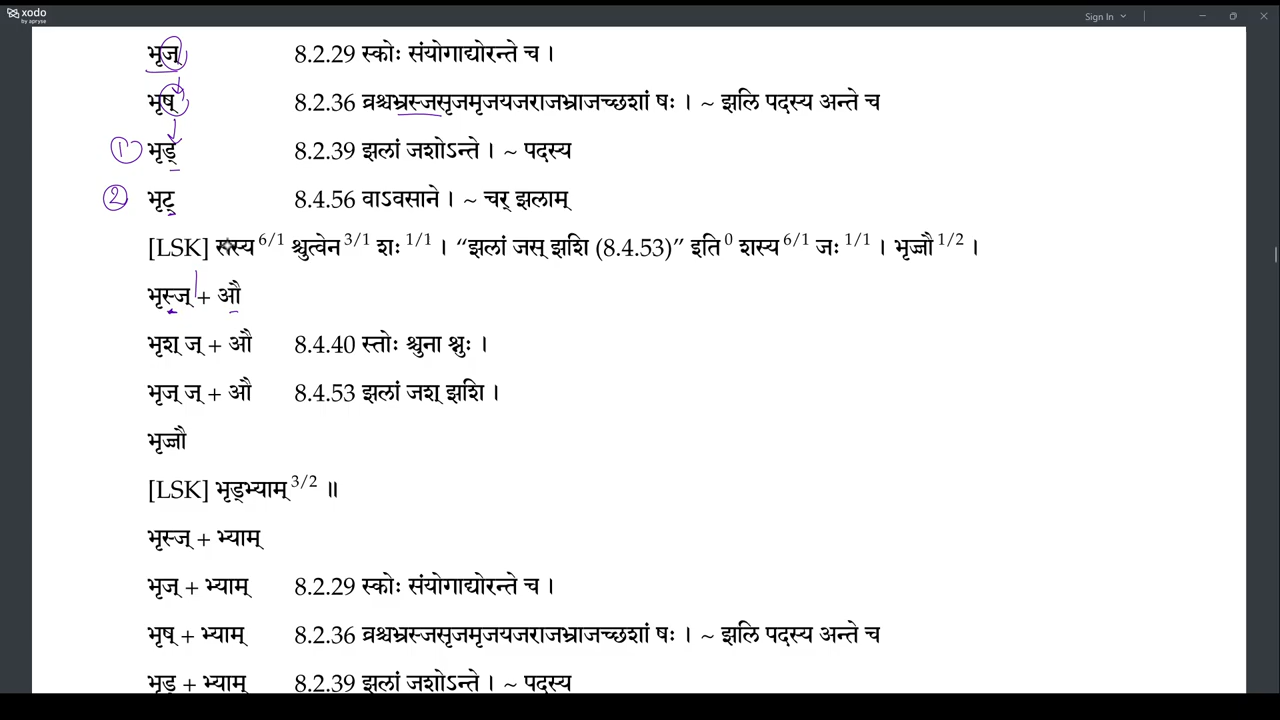 xodo
by apryse
Sign In
भृज् 8.2.29 स्कोः संयोगाद्योरन्ते च ।
भृष् 8.2.36 व्रश्चभ्रस्जसृजमृजयजराजभ्राजच्छशां षः । ~ झलि पदस्य अन्ते च
1 भृड् 8.2.39 झलां जशोऽन्ते । ~ पदस्य
2 भृट् 8.4.56 वाऽवसाने । ~ चर् झलाम्
[LSK] सस्य 6/1 श्चुत्वेन 3/1 शः 1/1 । “झलां जस् झशि (8.4.53)” इति 0 शस्य 6/1 जः 1/1 । भृज्जौ 1/2 ।
भृस्ज् + औ
भृश् ज् + औ 8.4.40 स्तोः श्चुना श्चुः ।
भृज् ज् + औ 8.4.53 झलां जश् झशि ।
भृज्जौ
[LSK] भृड्भ्याम् 3/2 ॥
भृस्ज् + भ्याम्
भृज् + भ्याम् 8.2.29 स्कोः संयोगाद्योरन्ते च ।
भृष् + भ्याम् 8.2.36 व्रश्चभ्रस्जसृजमृजयजराजभ्राजच्छशां षः । ~ झलि पदस्य अन्ते च
भृड् + भ्याम् 8.2.39 झलां जशोऽन्ते । ~ पदस्य